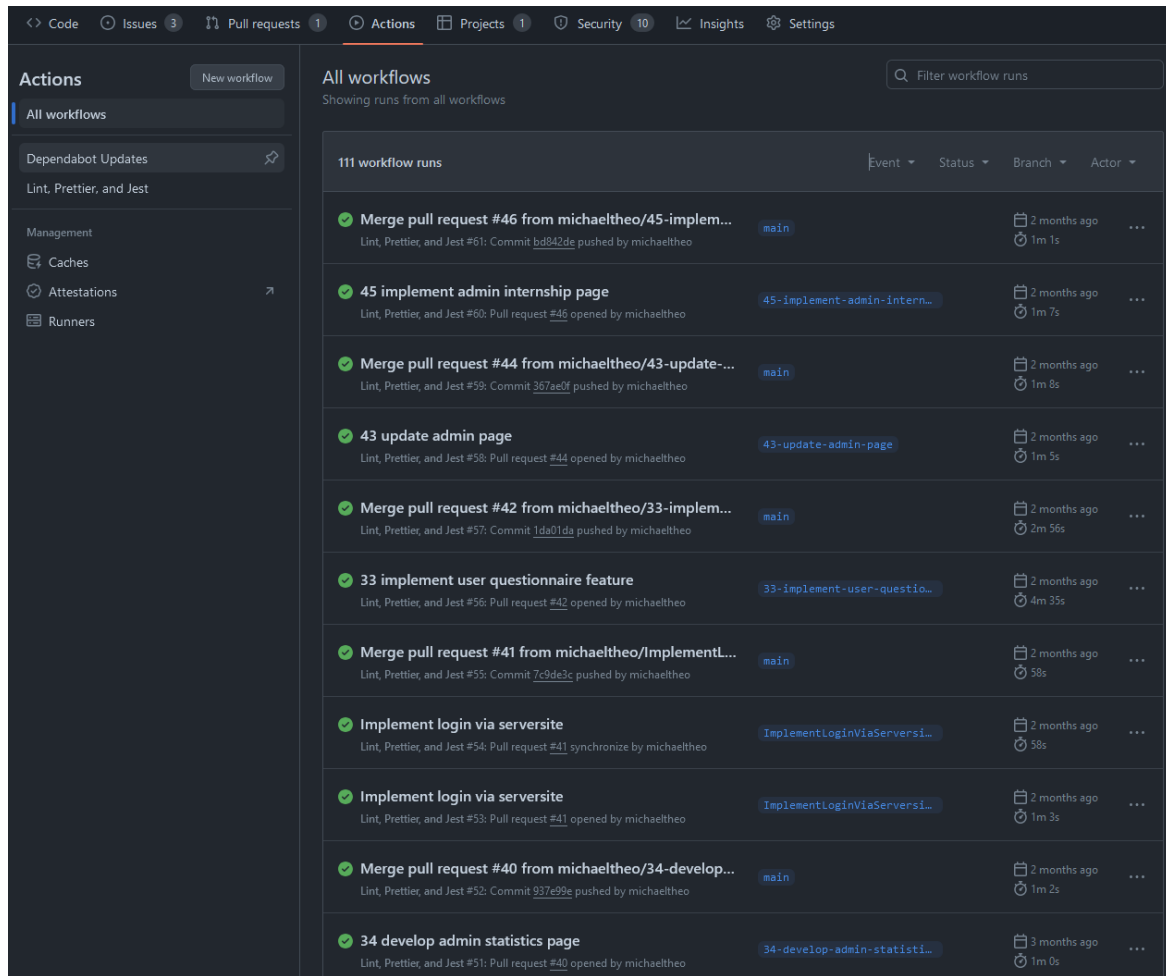 Code Issues 3 Pull requests 1 Actions Projects 1 Security 10 Insights Settings
Actions
New workflow
All workflows
Dependabot Updates
Lint, Prettier, and Jest
Management
Caches
Attestations
Runners
All workflows
Showing runs from all workflows
Filter workflow runs
111 workflow runs
Event Status Branch Actor
Merge pull request #46 from michaeltheo/45-implem...
Lint, Prettier, and Jest #61: Commit bd842de pushed by michaeltheo
main
2 months ago
1m 1s
45 implement admin internship page
Lint, Prettier, and Jest #60: Pull request #46 opened by michaeltheo
45-implement-admin-intern…
2 months ago
1m 7s
Merge pull request #44 from michaeltheo/43-update-...
Lint, Prettier, and Jest #59: Commit 367ae0f pushed by michaeltheo
main
2 months ago
1m 8s
43 update admin page
Lint, Prettier, and Jest #58: Pull request #44 opened by michaeltheo
43-update-admin-page
2 months ago
1m 5s
Merge pull request #42 from michaeltheo/33-implem...
Lint, Prettier, and Jest #57: Commit 1da01da pushed by michaeltheo
main
2 months ago
2m 56s
33 implement user questionnaire feature
Lint, Prettier, and Jest #56: Pull request #42 opened by michaeltheo
33-implement-user-questio…
2 months ago
4m 35s
Merge pull request #41 from michaeltheo/ImplementL...
Lint, Prettier, and Jest #55: Commit 7c9de3c pushed by michaeltheo
main
2 months ago
58s
Implement login via serversite
Lint, Prettier, and Jest #54: Pull request #41 synchronize by michaeltheo
ImplementLoginViaServersi…
2 months ago
58s
Implement login via serversite
Lint, Prettier, and Jest #53: Pull request #41 opened by michaeltheo
ImplementLoginViaServersi…
2 months ago
1m 3s
Merge pull request #40 from michaeltheo/34-develop...
Lint, Prettier, and Jest #52: Commit 937e99e pushed by michaeltheo
main
2 months ago
1m 2s
34 develop admin statistics page
Lint, Prettier, and Jest #51: Pull request #40 opened by michaeltheo
34-develop-admin-statisti…
3 months ago
1m 0s